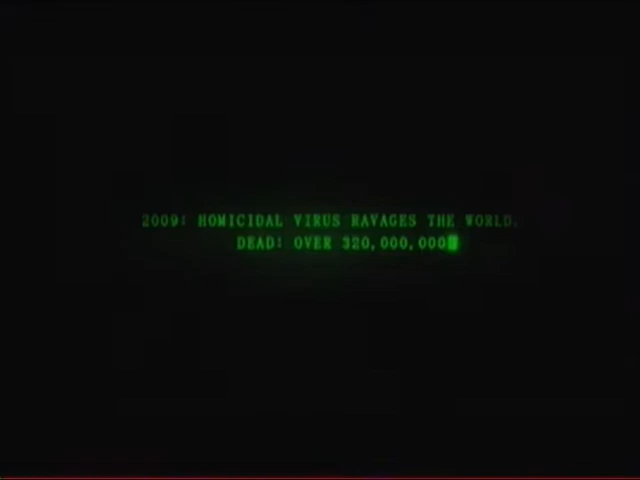 2009: HOMICIDAL VIRUS RAVAGES THE WORLD.
DEAD: OVER 320,000,000